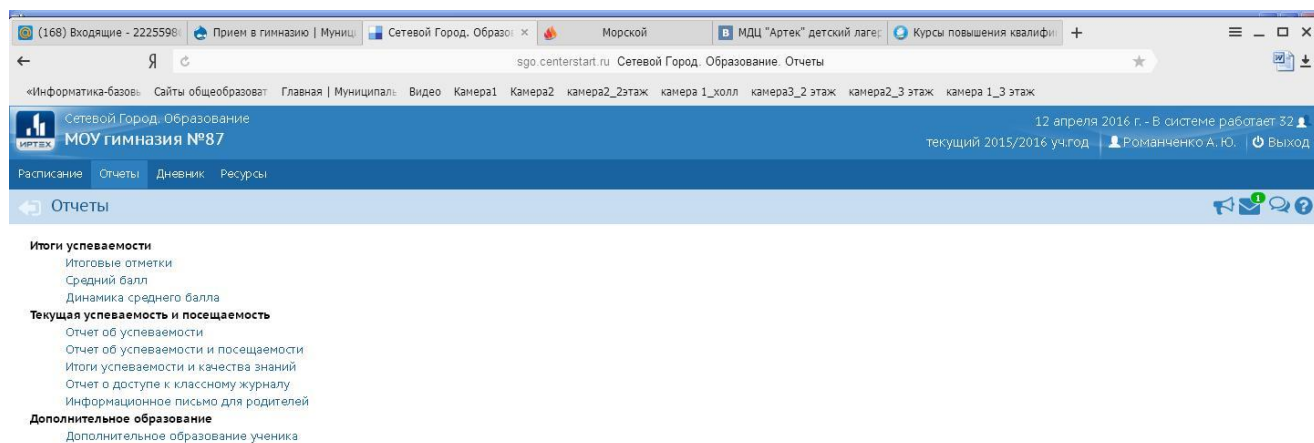 (168) Входящие - 2225598 Прием в гимназию | Муниц Сетевой Город. Образо × Морской В МДЦ "Артек" детский лагер Курсы повышения квалифи +
Я sgo.centerstart.ru Сетевой Город. Образование. Отчеты
«Информатика-базовь Сайты общеобразоват Главная | Муниципаль Видео Камера1 Камера2 камера2_2этаж камера 1_холл камера3_2 этаж камера2_3 этаж камера 1_3 этаж
Сетевой Город. Образование 12 апреля 2016 г. - В системе работает 32
ИРТЕХ МОУ гимназия №87 текущий 2015/2016 уч.год Романченко А. Ю. Выход
Расписание Отчеты Дневник Ресурсы
Отчеты 1 ?
Итоги успеваемости
Итоговые отметки
Средний балл
Динамика среднего балла
Текущая успеваемость и посещаемость
Отчет об успеваемости
Отчет об успеваемости и посещаемости
Итоги успеваемости и качества знаний
Отчет о доступе к классному журналу
Информационное письмо для родителей
Дополнительное образование
Дополнительное образование ученика